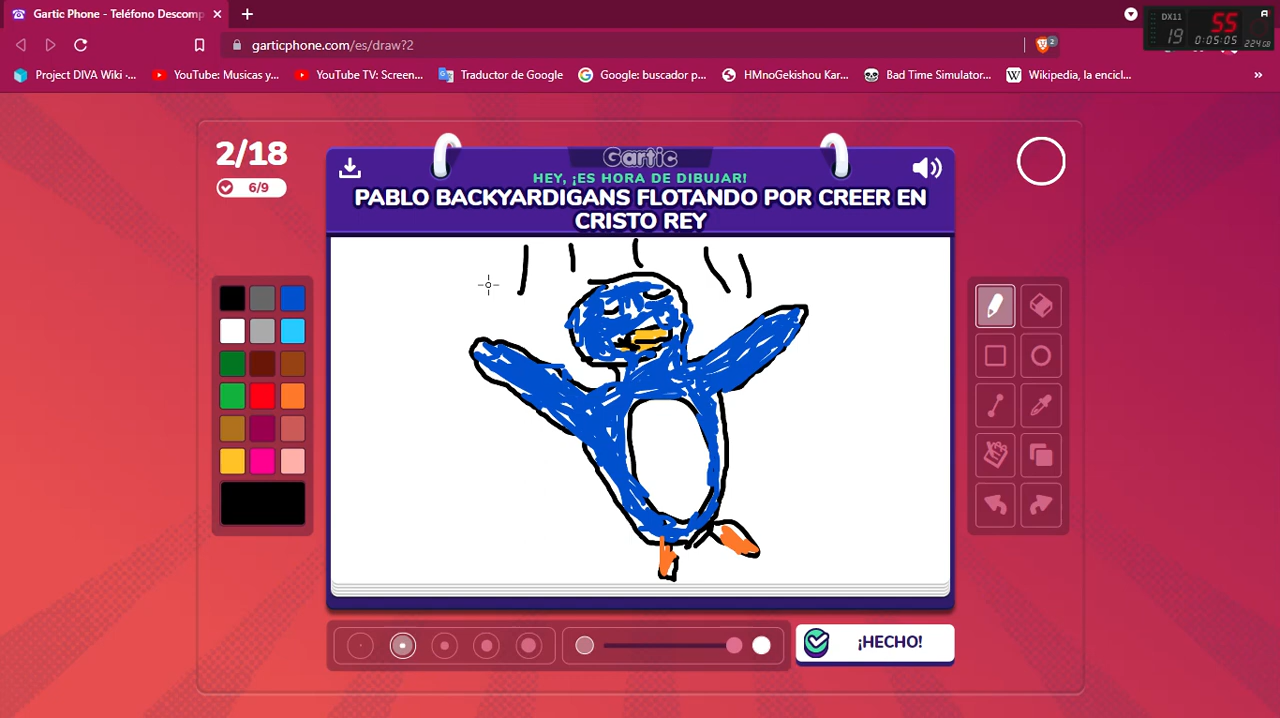 Gartic Phone - Teléfono Descomp
garticphone.com/es/draw?2
2
DX11
55
19
0:05:05
224GB
Project DIVA Wiki -...
YouTube: Musicas y...
YouTube TV: Screen...
Traductor de Google
Google: buscador p...
HMnoGekishou Kar...
Bad Time Simulator...
Wikipedia, la encicl...
»
2/18
6/9
Gartic
HEY, ¡ES HORA DE DIBUJAR!
PABLO BACKYARDIGANS FLOTANDO POR CREER EN
CRISTO REY
¡HECHO!